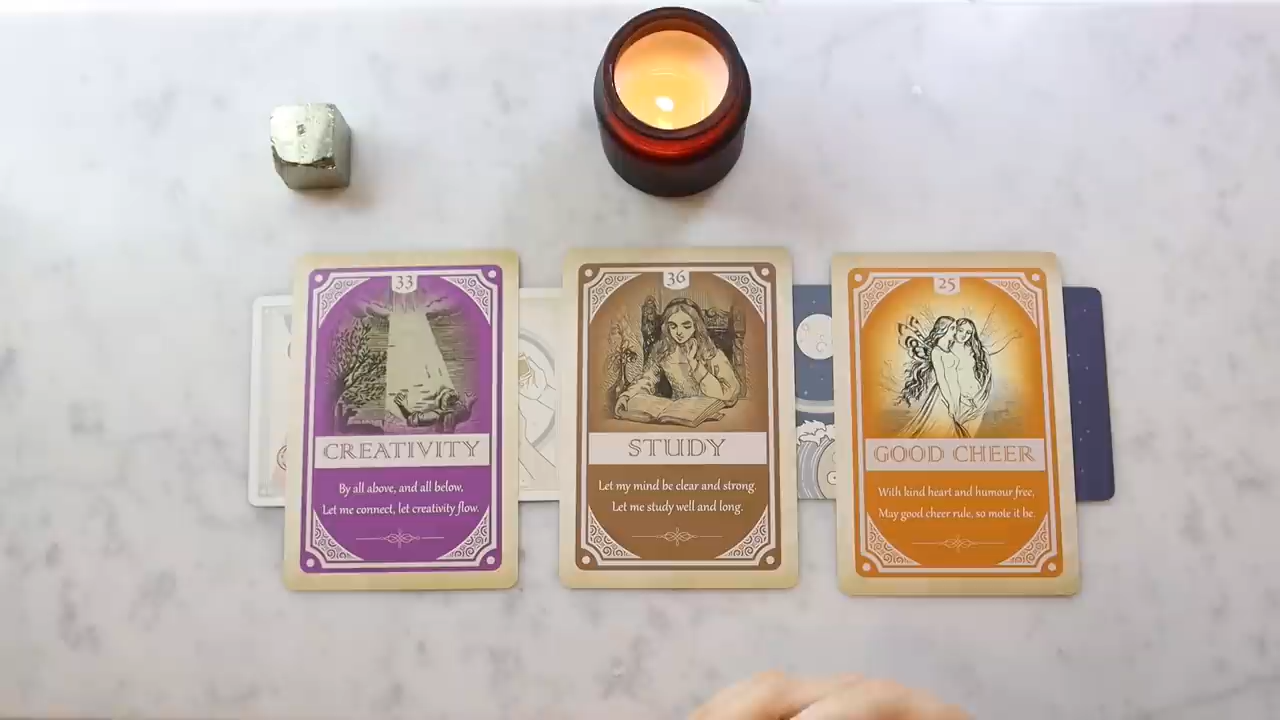 33
CREATIVITY
By all above, and all below,
Let me connect, let creativity flow.
36
STUDY
Let my mind be clear and strong.
Let me study well and long.
25
GOOD CHEER
With kind heart and humour free,
May good cheer rule, so mote it be.